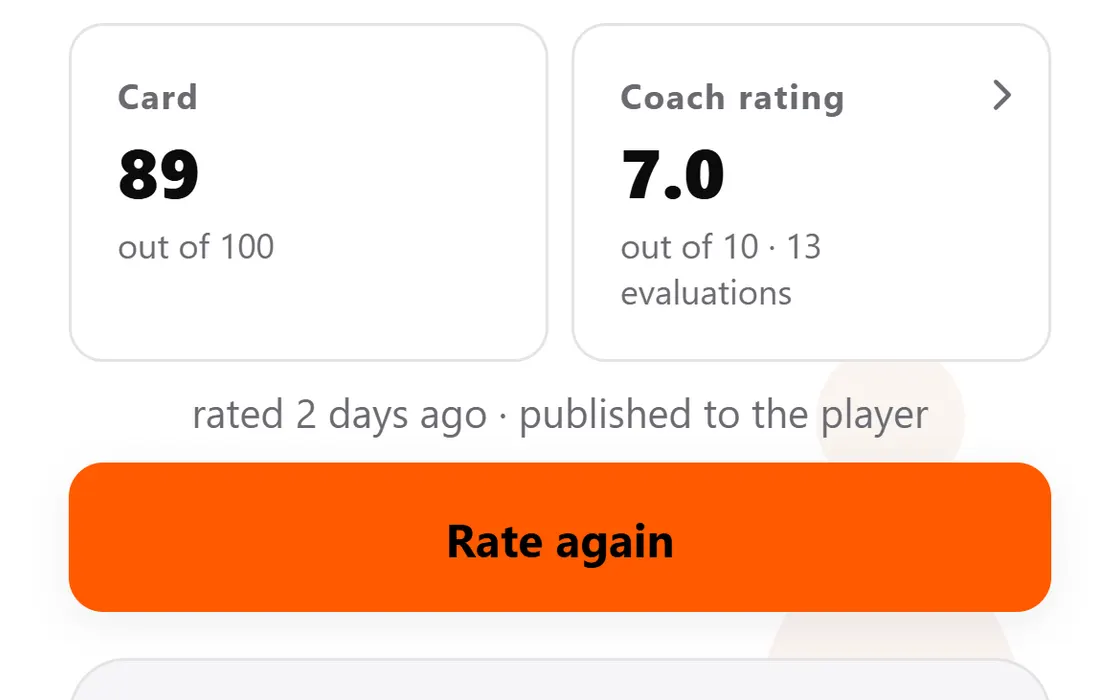 Card
89
out of 100
Coach rating
7.0
out of 10 · 13
evaluations
rated 2 days ago · published to the player
Rate again